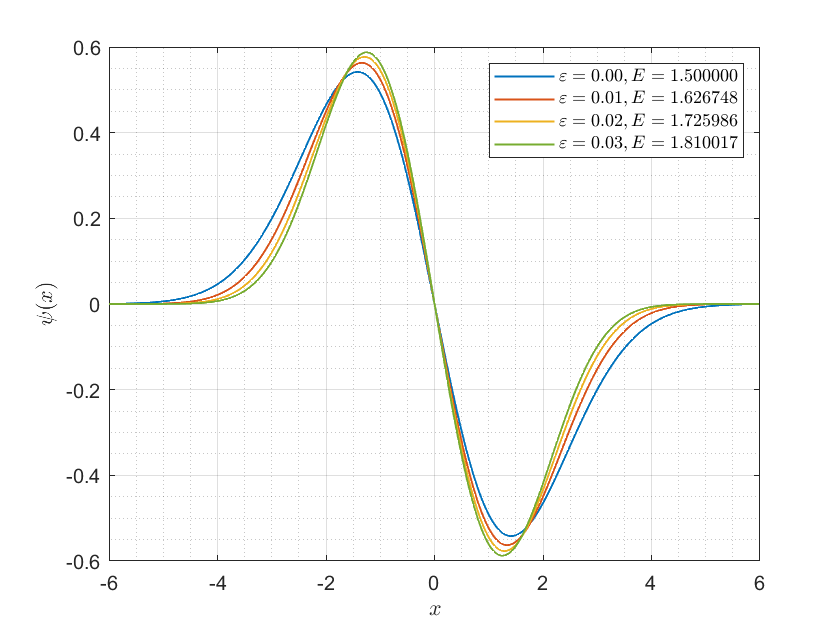 0.6
0.4
0.2
0
-0.2
-0.4
-0.6
ψ(x)
ε = 0.00, E = 1.500000
ε = 0.01, E = 1.626748
ε = 0.02, E = 1.725986
ε = 0.03, E = 1.810017
-6 -4 -2 0 2 4 6
x